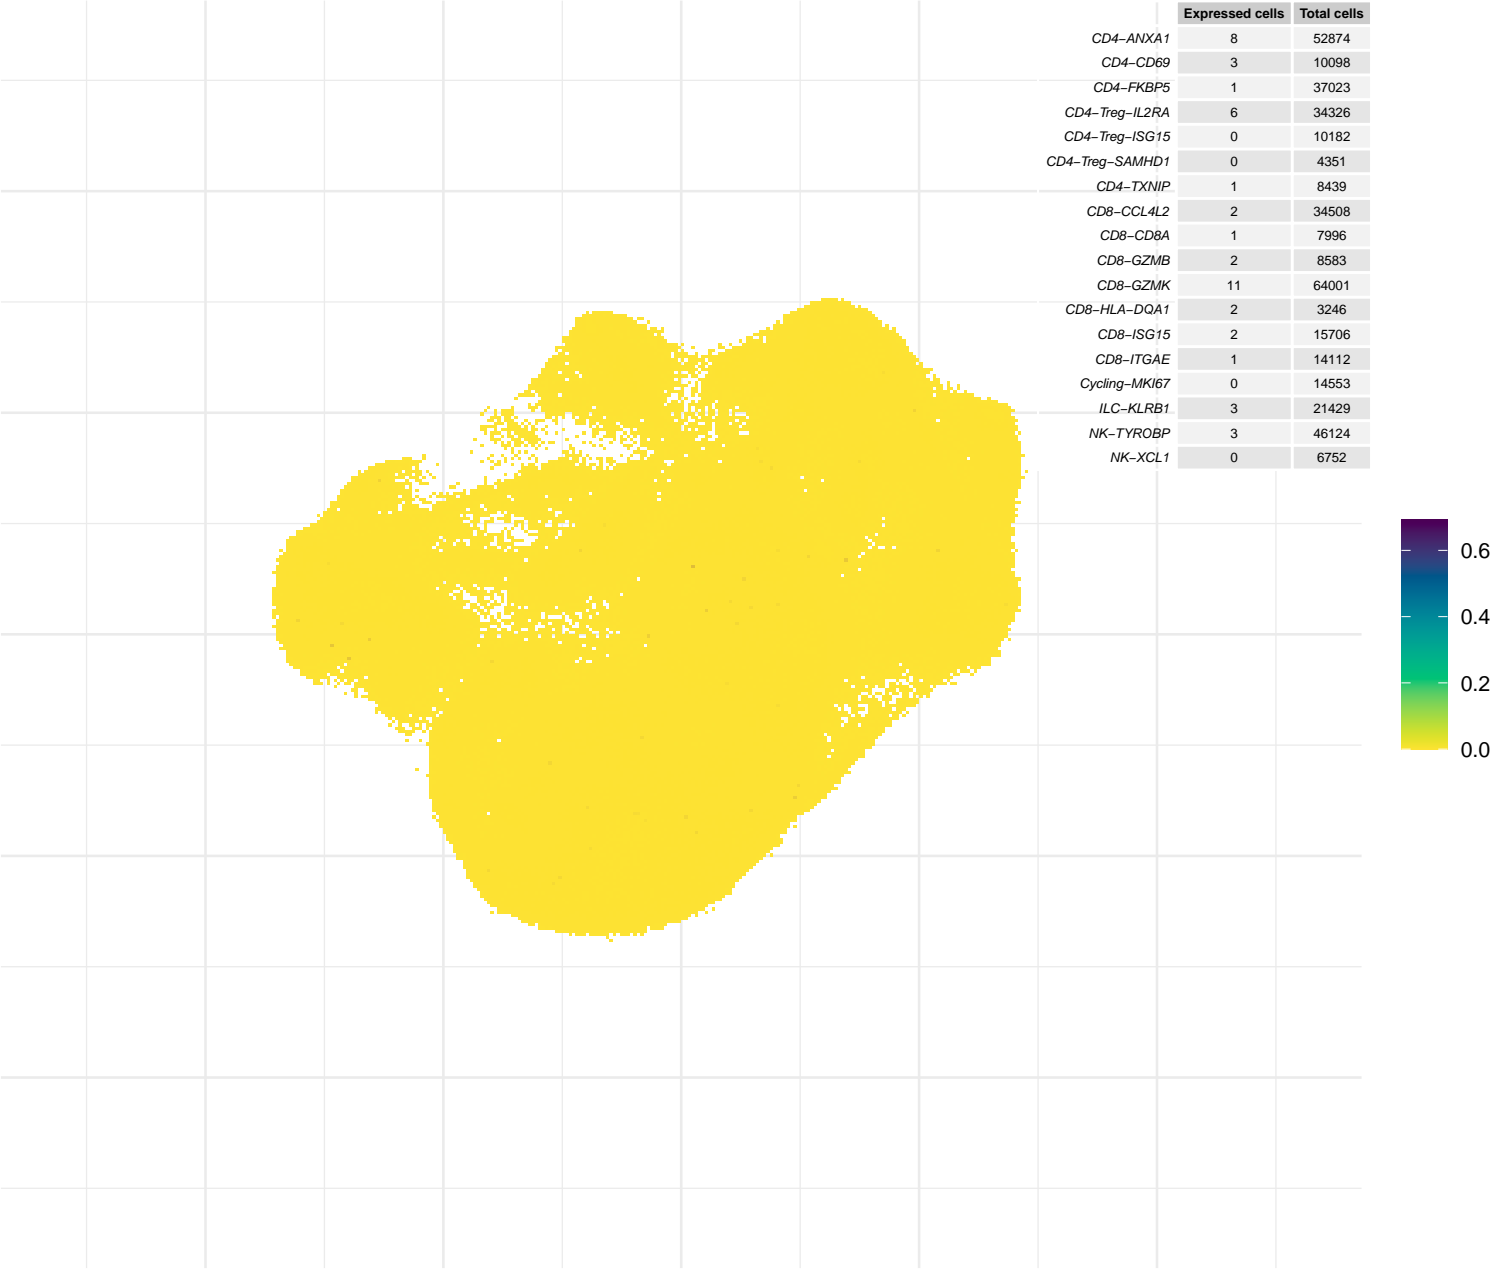 Expressed cells Total cells
CD4−ANXA1 8 52874
CD4−CD69 3 10098
CD4−FKBP5 1 37023
CD4−Treg−IL2RA 6 34326
CD4−Treg−ISG15 0 10182
CD4−Treg−SAMHD1 0 4351
CD4−TXNIP 1 8439
CD8−CCL4L2 2 34508
CD8−CD8A 1 7996
CD8−GZMB 2 8583
CD8−GZMK 11 64001
CD8−HLA−DQA1 2 3246
CD8−ISG15 2 15706
CD8−ITGAE 1 14112
Cycling−MKI67 0 14553
ILC−KLRB1 3 21429
NK−TYROBP 3 46124
NK−XCL1 0 6752
0.6
0.4
0.2
0.0